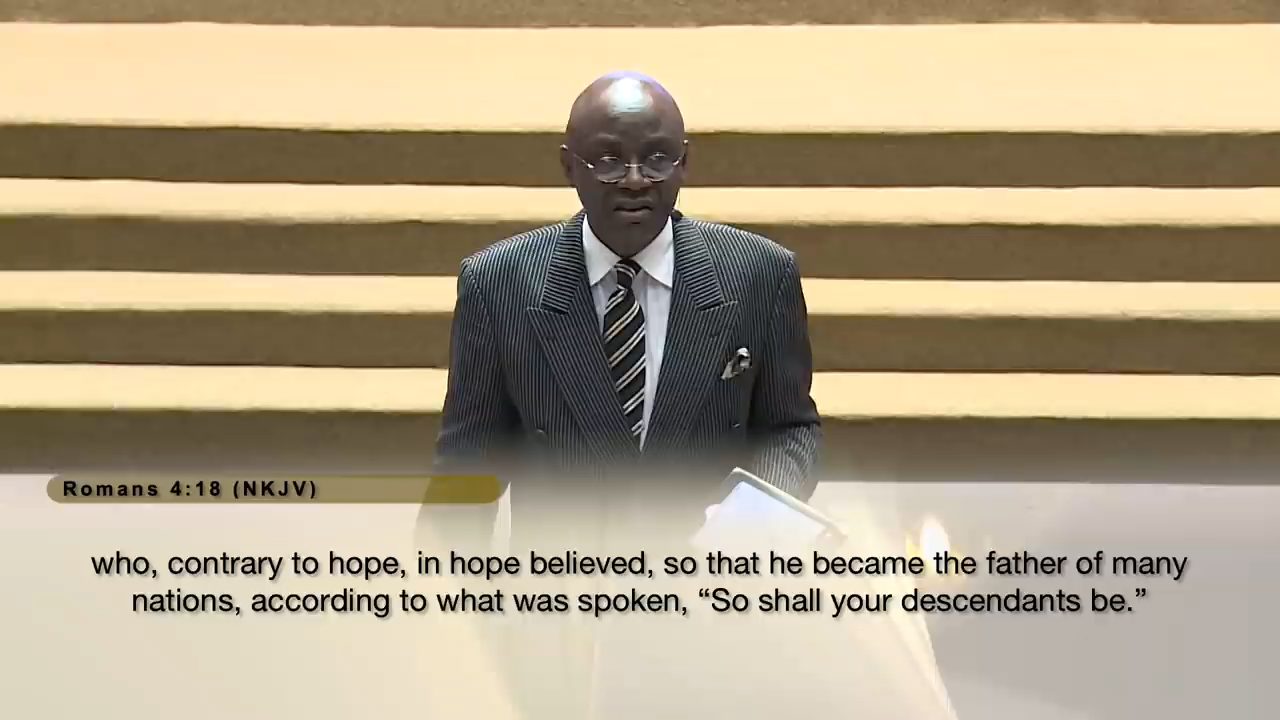 Romans 4:18 (NKJV)
who, contrary to hope, in hope believed, so that he became the father of many
nations, according to what was spoken, “So shall your descendants be.”